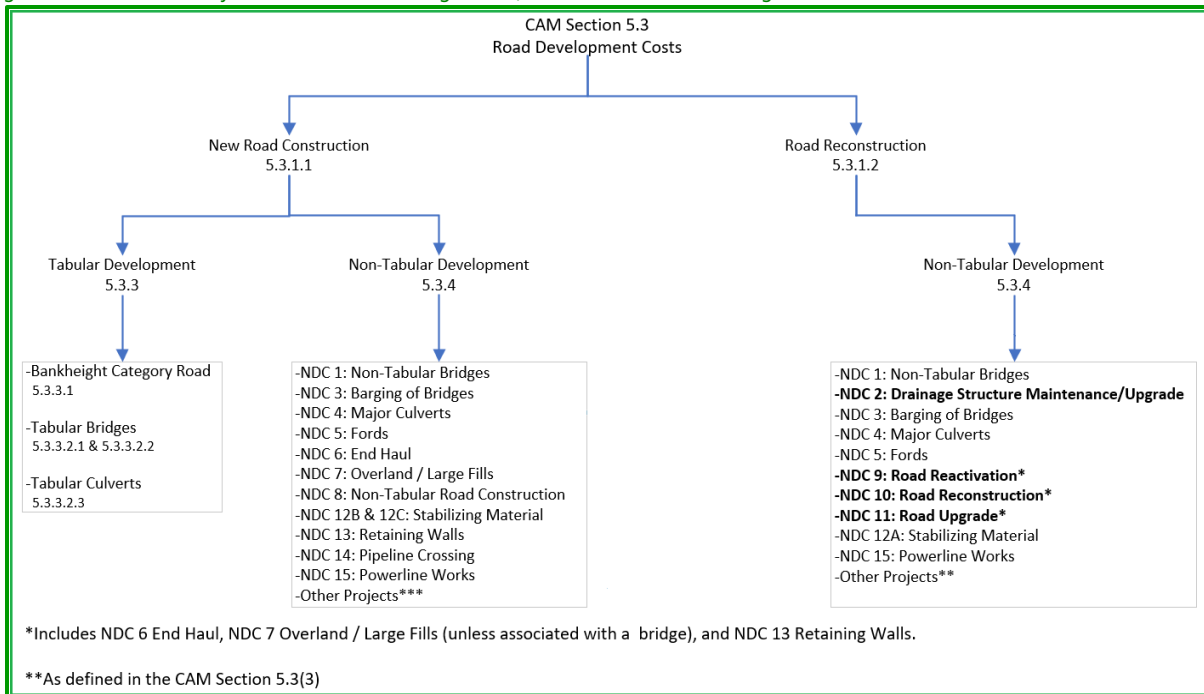 CAM Section 5.3
Road Development Costs
New Road Construction
5.3.1.1
Road Reconstruction
5.3.1.2
Tabular Development
5.3.3
Non-Tabular Development
5.3.4
Non-Tabular Development
5.3.4
-Bankheight Category Road
5.3.3.1
-Tabular Bridges
5.3.3.2.1 & 5.3.3.2.2
-Tabular Culverts
5.3.3.2.3
-NDC 1: Non-Tabular Bridges
-NDC 3: Barging of Bridges
-NDC 4: Major Culverts
-NDC 5: Fords
-NDC 6: End Haul
-NDC 7: Overland / Large Fills
-NDC 8: Non-Tabular Road Construction
-NDC 12B & 12C: Stabilizing Material
-NDC 13: Retaining Walls
-NDC 14: Pipeline Crossing
-NDC 15: Powerline Works
-Other Projects***
-NDC 1: Non-Tabular Bridges
-NDC 2: Drainage Structure Maintenance/Upgrade
-NDC 3: Barging of Bridges
-NDC 4: Major Culverts
-NDC 5: Fords
-NDC 9: Road Reactivation*
-NDC 10: Road Reconstruction*
-NDC 11: Road Upgrade*
-NDC 12A: Stabilizing Material
-NDC 15: Powerline Works
-Other Projects**
*Includes NDC 6 End Haul, NDC 7 Overland / Large Fills (unless associated with a bridge), and NDC 13 Retaining Walls.
**As defined in the CAM Section 5.3(3)